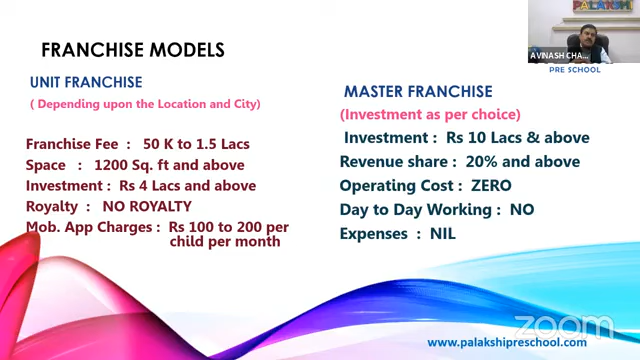 PALAKSHI
FRANCHISE MODELS
AVINASH CHA...
PRE SCHOOL
UNIT FRANCHISE
( Depending upon the Location and City)
Franchise Fee : 50 K to 1.5 Lacs
Space : 1200 Sq. ft and above
Investment : Rs 4 Lacs and above
Royalty : NO ROYALTY
Mob. App Charges : Rs 100 to 200 per
child per month
MASTER FRANCHISE
(Investment as per choice)
Investment : Rs 10 Lacs & above
Revenue share : 20% and above
Operating Cost : ZERO
Day to Day Working : NO
Expenses : NIL
zoom
www.palakshipreschool.com